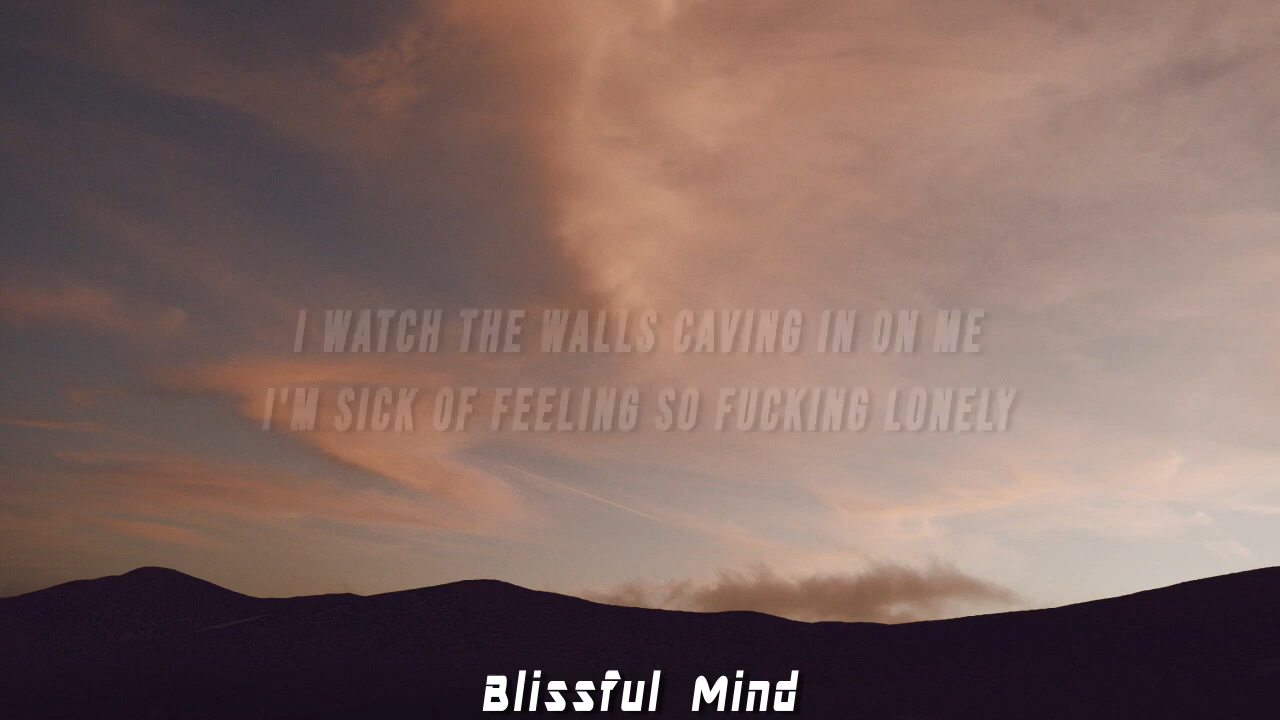 I WATCH THE WALLS CAVING IN ON ME
I'M SICK OF FEELING SO FUCKING LONELY
Blissful Mind